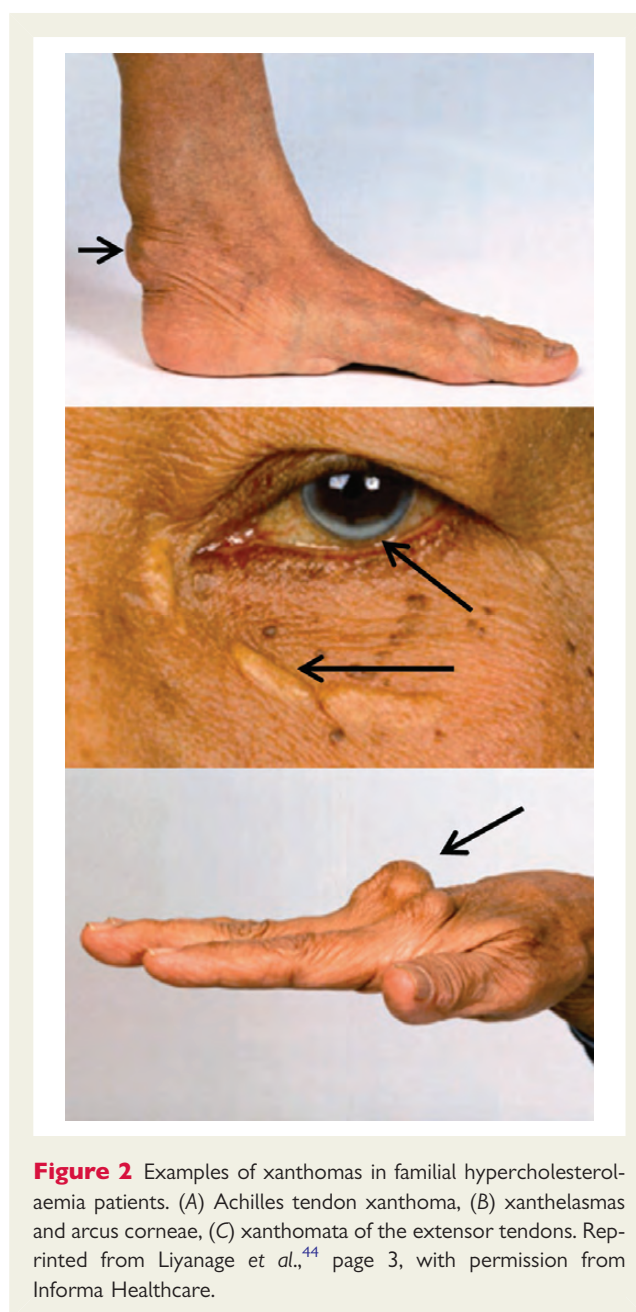 Figure 2 Examples of xanthomas in familial hypercholesterol-
aemia patients. (A) Achilles tendon xanthoma, (B) xanthelasmas
and arcus corneae, (C) xanthomata of the extensor tendons. Rep-
rinted from Liyanage et al.,44 page 3, with permission from
Informa Healthcare.